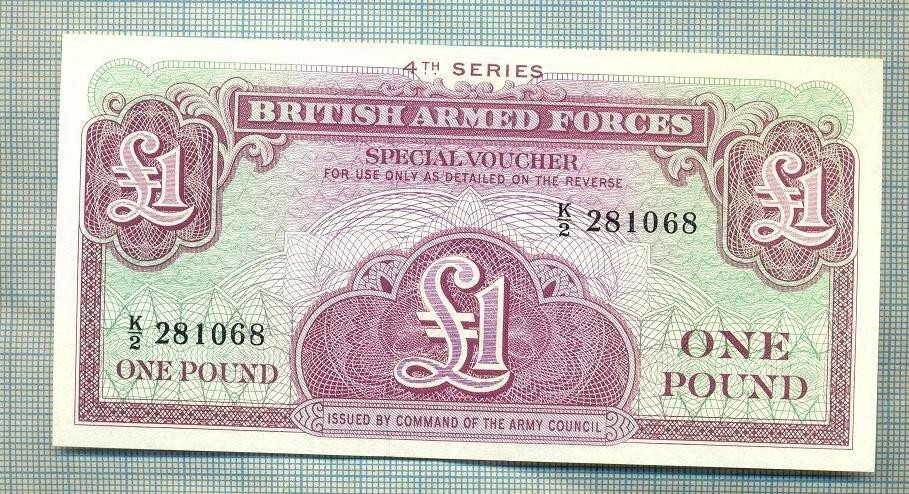 4TH SERIES
BRITISH ARMED FORCES
£1
£1
SPECIAL VOUCHER
FOR USE ONLY AS DETAILED ON THE REVERSE
K/2 281068
£1
K/2 281068
ONE POUND
ONE
POUND
ISSUED BY COMMAND OF THE ARMY COUNCIL